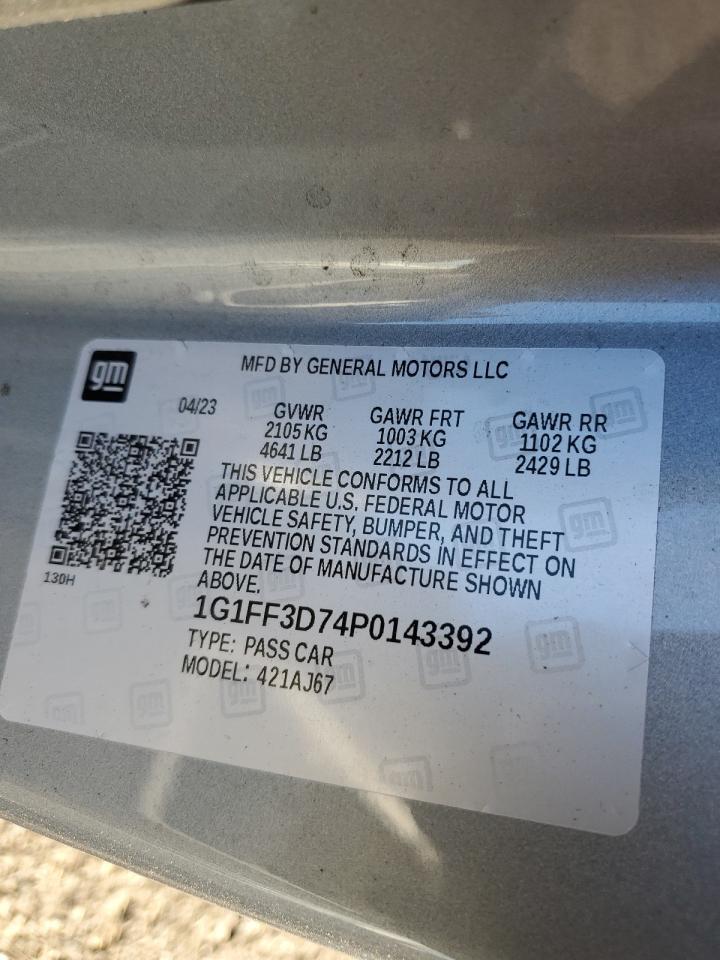 gm
MFD BY GENERAL MOTORS LLC
04/23
GVWR
2105 KG
4641 LB
GAWR FRT
1003 KG
2212 LB
GAWR RR
1102 KG
2429 LB
THIS VEHICLE CONFORMS TO ALL
APPLICABLE U.S. FEDERAL MOTOR
VEHICLE SAFETY, BUMPER, AND THEFT
PREVENTION STANDARDS IN EFFECT ON
THE DATE OF MANUFACTURE SHOWN
ABOVE.
130H
1G1FF3D74P0143392
TYPE: PASS CAR
MODEL: 421AJ67